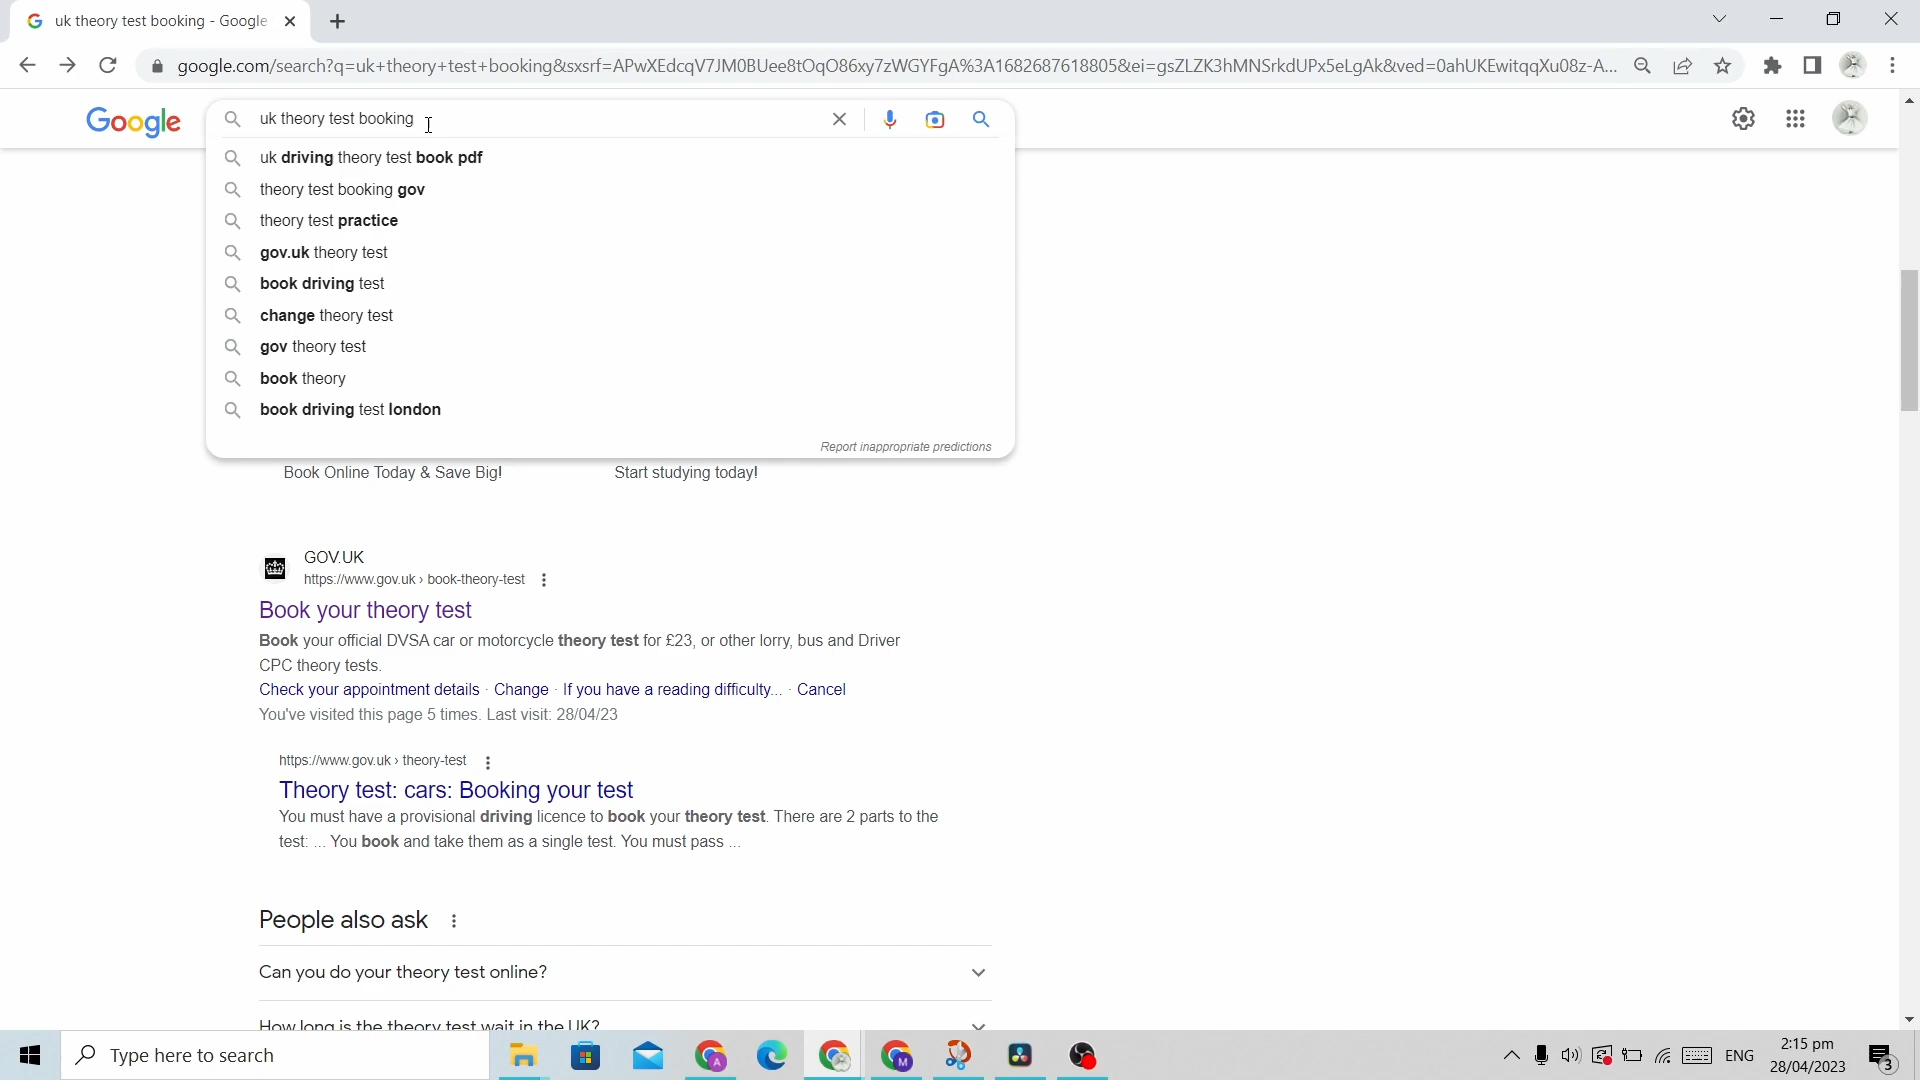 uk theory test booking - Google
google.com/search?q=uk+theory+test+booking&sxsrf=APwXEdcqV7JM0BUee8tOqO86xy7zWGYFgA%3A1682687618805&ei=gsZLZK3hMNSrkdUPx5eLgAk&ved=0ahUKEwitqqXu08z-A...
Google
uk theory test booking
uk driving theory test book pdf
theory test booking gov
theory test practice
gov.uk theory test
book driving test
change theory test
gov theory test
book theory
book driving test london
Report inappropriate predictions
Book Online Today & Save Big! Start studying today!
GOV.UK
https://www.gov.uk › book-theory-test
Book your theory test
Book your official DVSA car or motorcycle theory test for £23, or other lorry, bus and Driver
CPC theory tests.
Check your appointment details · Change · If you have a reading difficulty... · Cancel
You've visited this page 5 times. Last visit: 28/04/23
https://www.gov.uk › theory-test
Theory test: cars: Booking your test
You must have a provisional driving licence to book your theory test. There are 2 parts to the
test: ... You book and take them as a single test. You must pass ...
People also ask
Can you do your theory test online?
How long is the theory test wait in the UK?
Type here to search
A
M
ENG
2:15 pm
28/04/2023
3